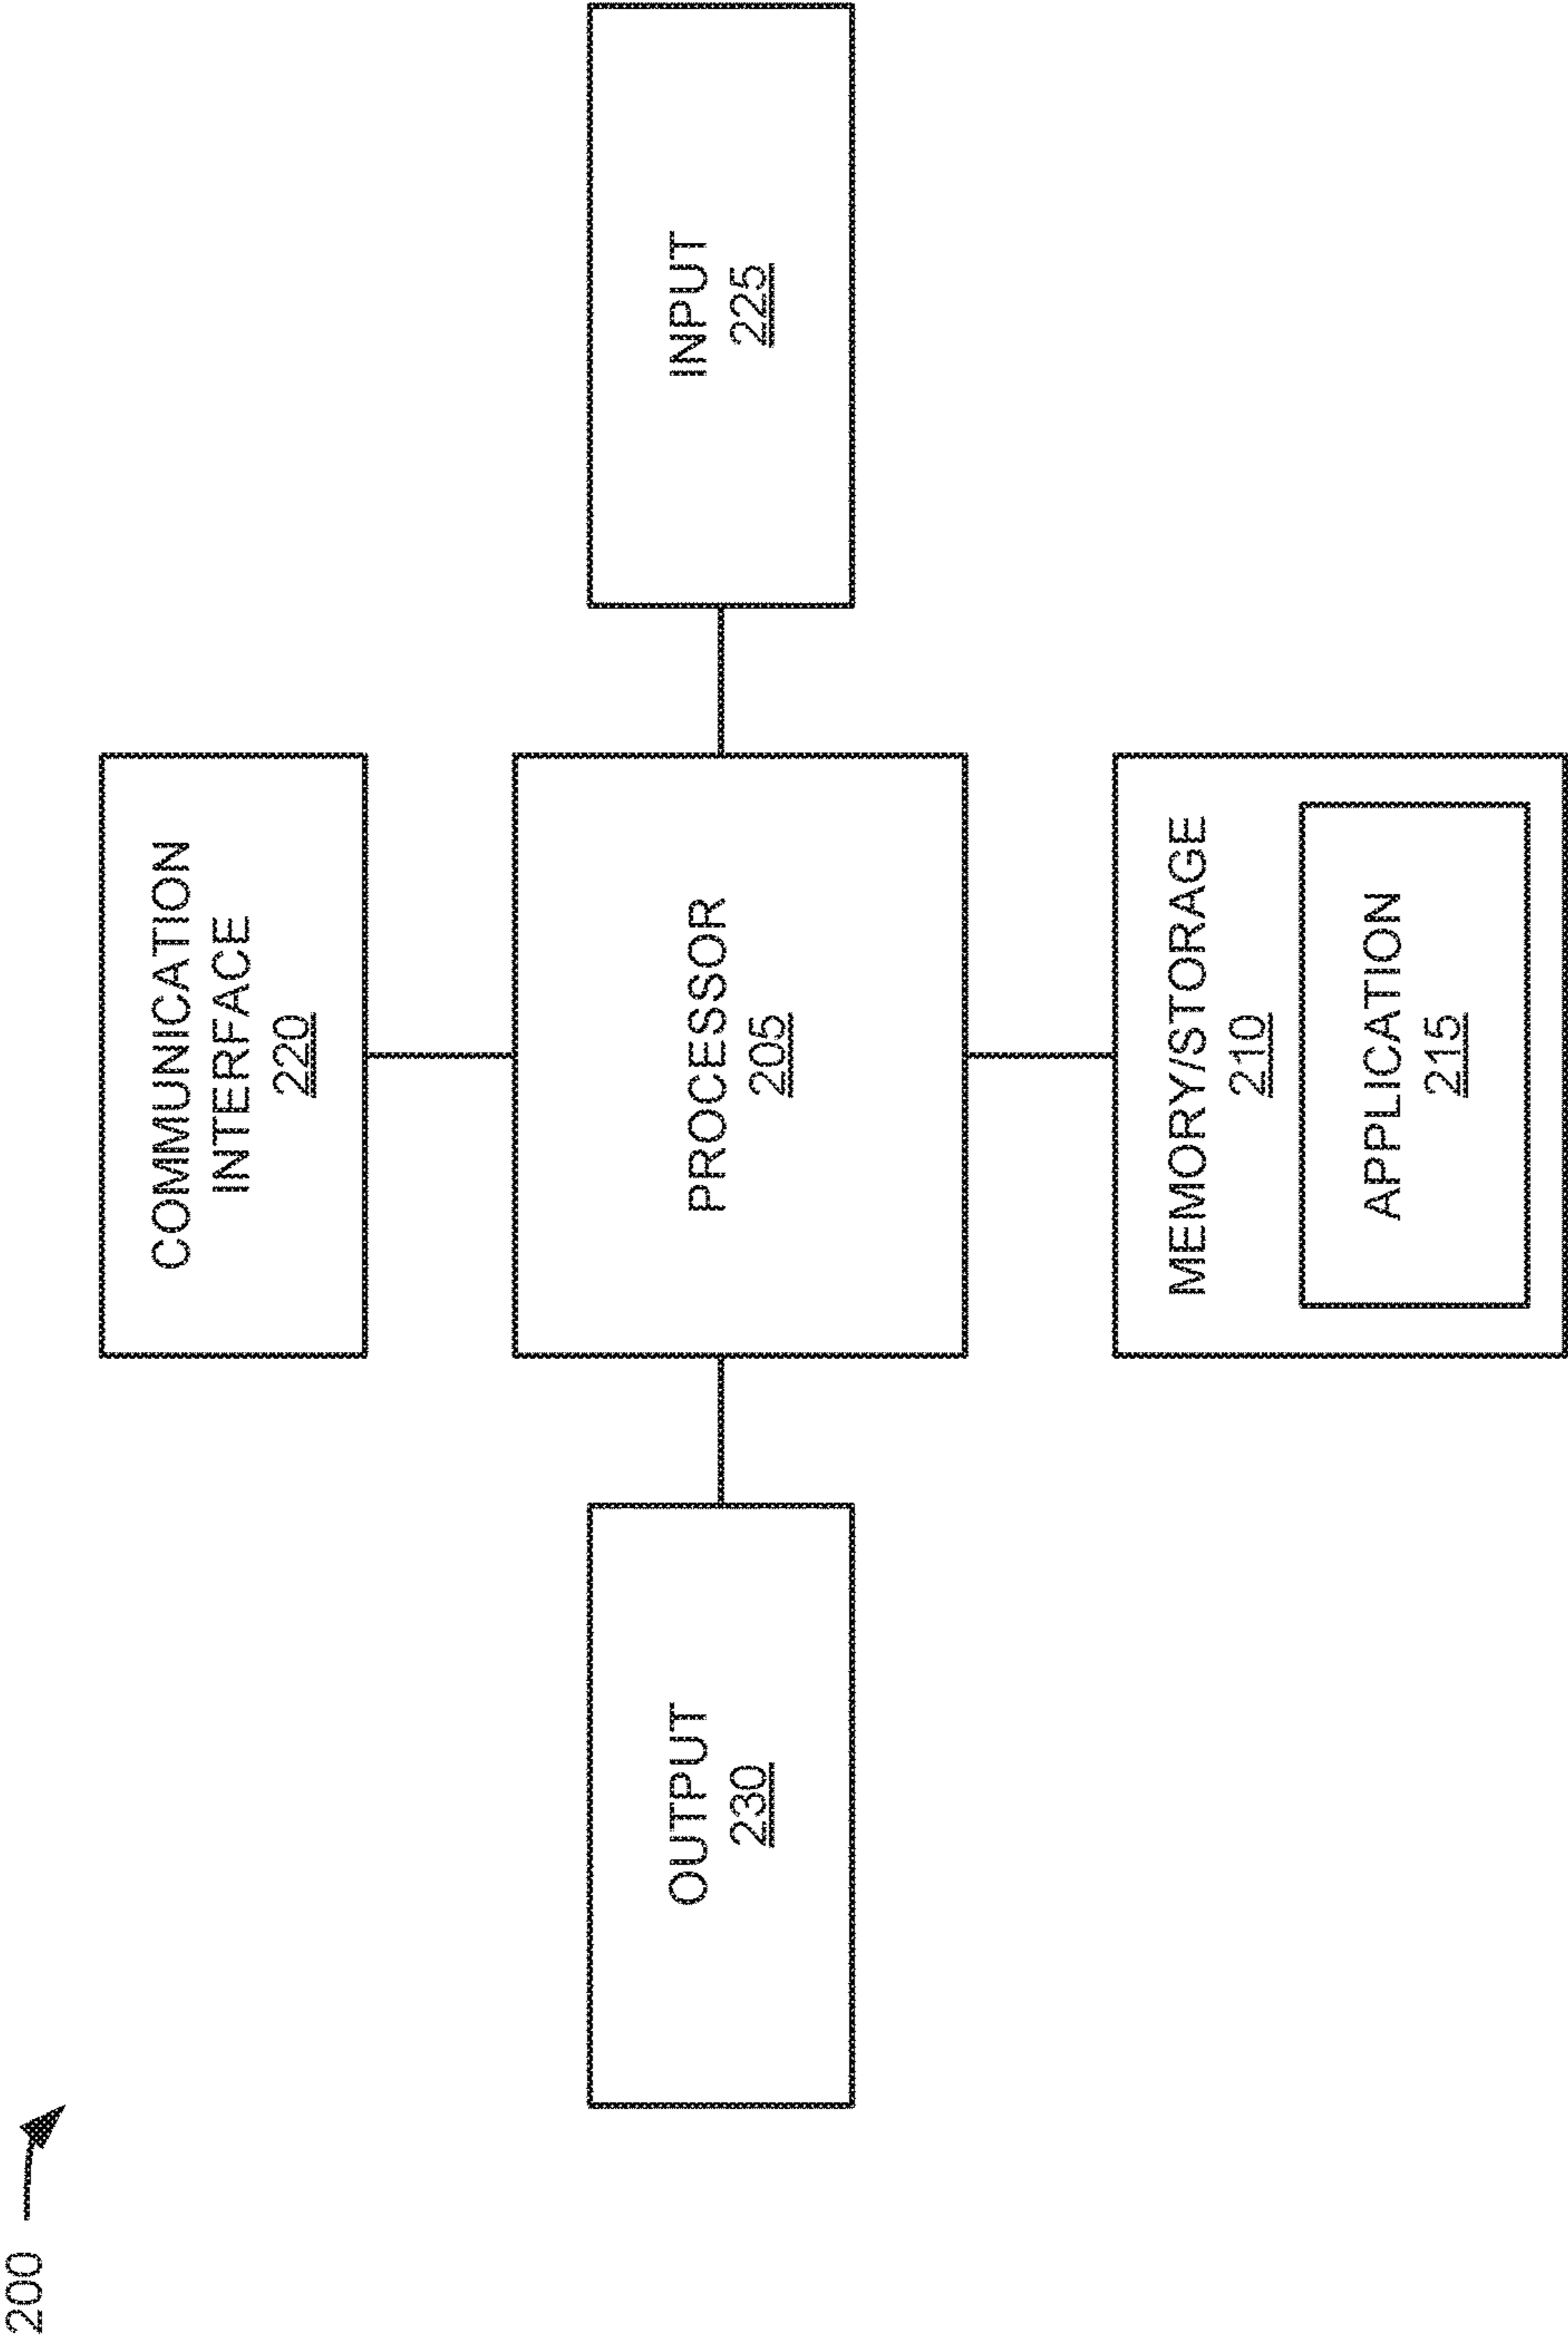 200
COMMUNICATION
INTERFACE
220
OUTPUT
230
PROCESSOR
205
INPUT
225
MEMORY/STORAGE
210
APPLICATION
215